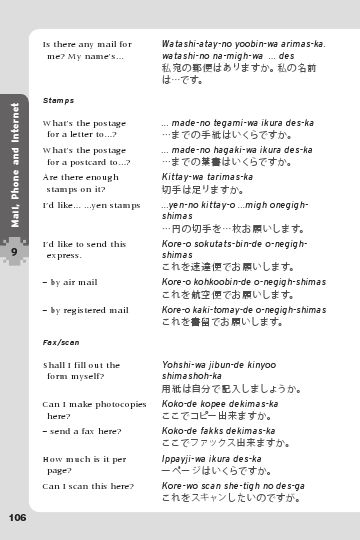 Is there any mail for
me? My name's...
Watashi-atay-no yoobin-wa arimas-ka.
watashi-no na-migh-wa ... des
私宛の郵便はありますか。私の名前
は…です。
Stamps
What's the postage
for a letter to...?
... made-no tegami-wa ikura des-ka
…までの手紙はいくらですか。
What's the postage
for a postcard to...?
... made-no hagaki-wa ikura des-ka
…までの葉書はいくらですか。
Are there enough
stamps on it?
Kittay-wa tarimas-ka
切手は足りますか。
I'd like... ...yen stamps
...yen-no kittay-o ...migh onegigh-
shimas
…円の切手を…枚お願いします。
I'd like to send this
express.
Kore-o sokutats-bin-de o-negigh-
shimas
これを速達便でお願いします。
– by air mail
Kore-o kohkoobin-de o-negigh-shimas
これを航空便でお願いします。
– by registered mail
Kore-o kaki-tomay-de o-negigh-shimas
これを書留でお願いします。
Fax/scan
Shall I fill out the
form myself?
Yohshi-wa jibun-de kinyoo
shimashoh-ka
用紙は自分で記入しましょうか。
Can I make photocopies
here?
Koko-de kopee dekimas-ka
ここでコピー出来ますか。
– send a fax here?
Koko-de fakks dekimas-ka
ここでファックス出来ますか。
How much is it per
page?
Ippayji-wa ikura des-ka
一ページはいくらですか。
Can I scan this here?
Kore-wo scan she-tigh no des-ga
これをスキャンしたいのですが。
Mail, Phone and Internet
9
106